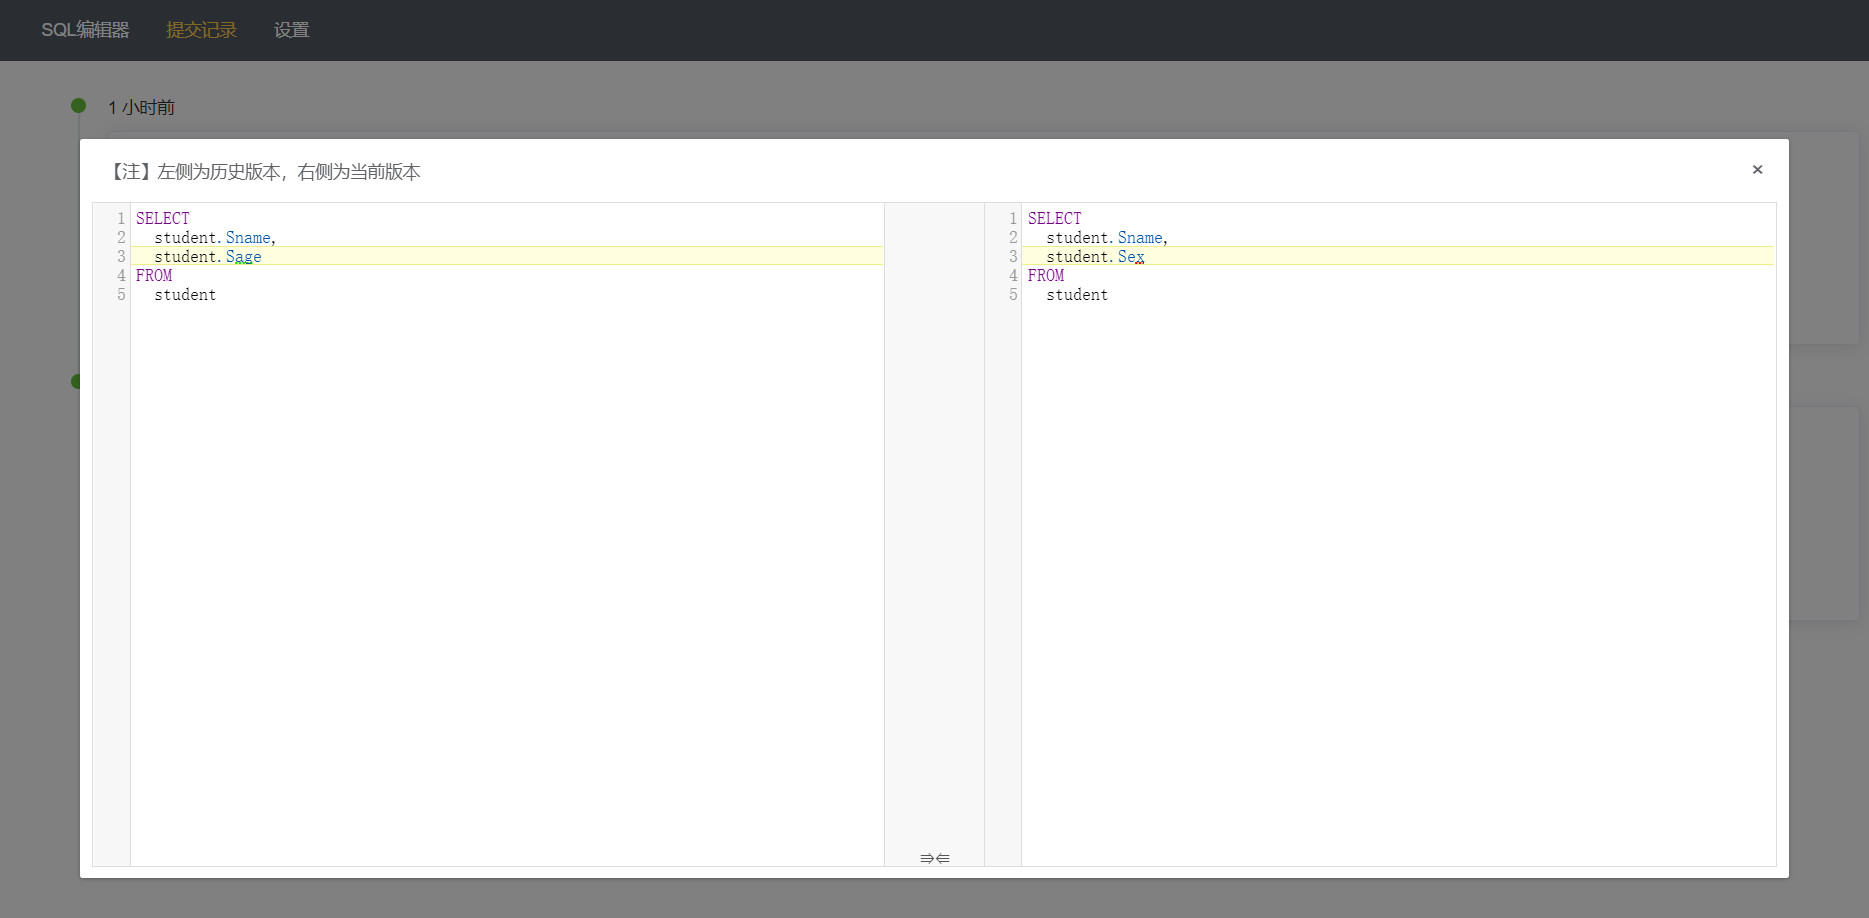 SQL编辑器 提交记录 设置
1 小时前
【注】左侧为历史版本，右侧为当前版本 ×
1 SELECT
2 student.Sname,
3 student.Sage
4 FROM
5 student
1 SELECT
2 student.Sname,
3 student.Sex
4 FROM
5 student
⇛⇚